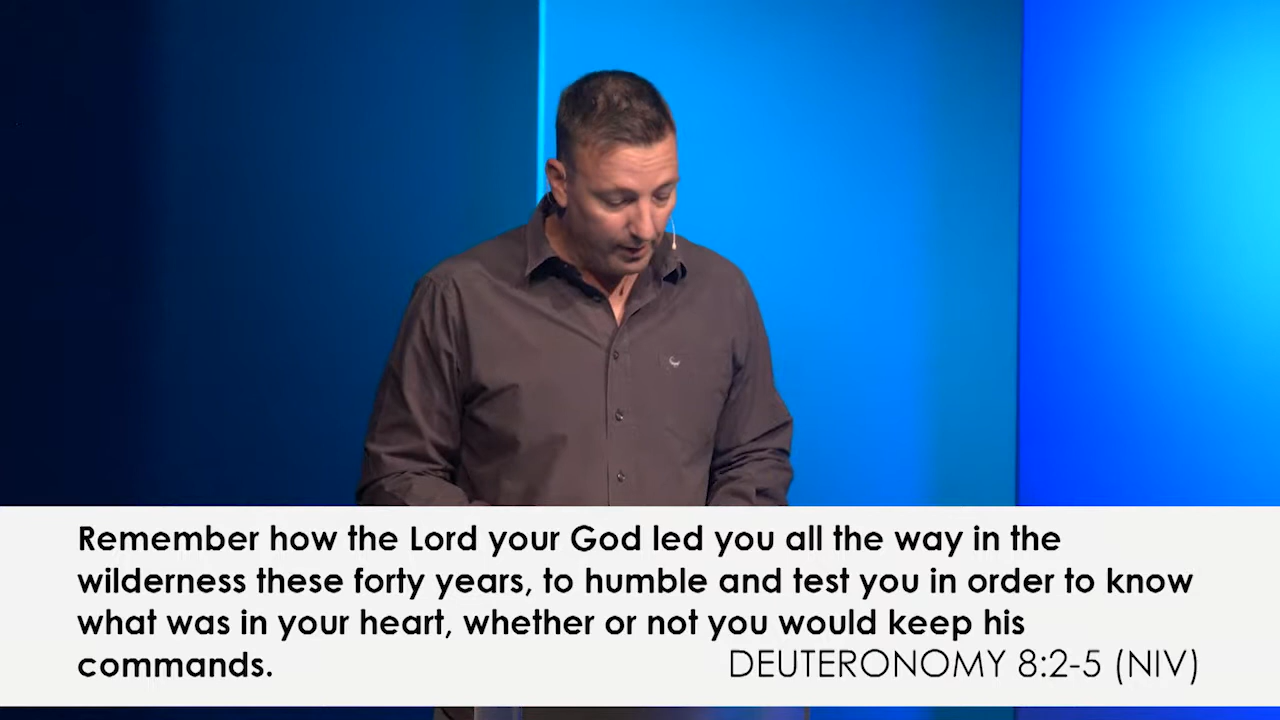 Remember how the Lord your God led you all the way in the
wilderness these forty years, to humble and test you in order to know
what was in your heart, whether or not you would keep his
commands.
DEUTERONOMY 8:2-5 (NIV)